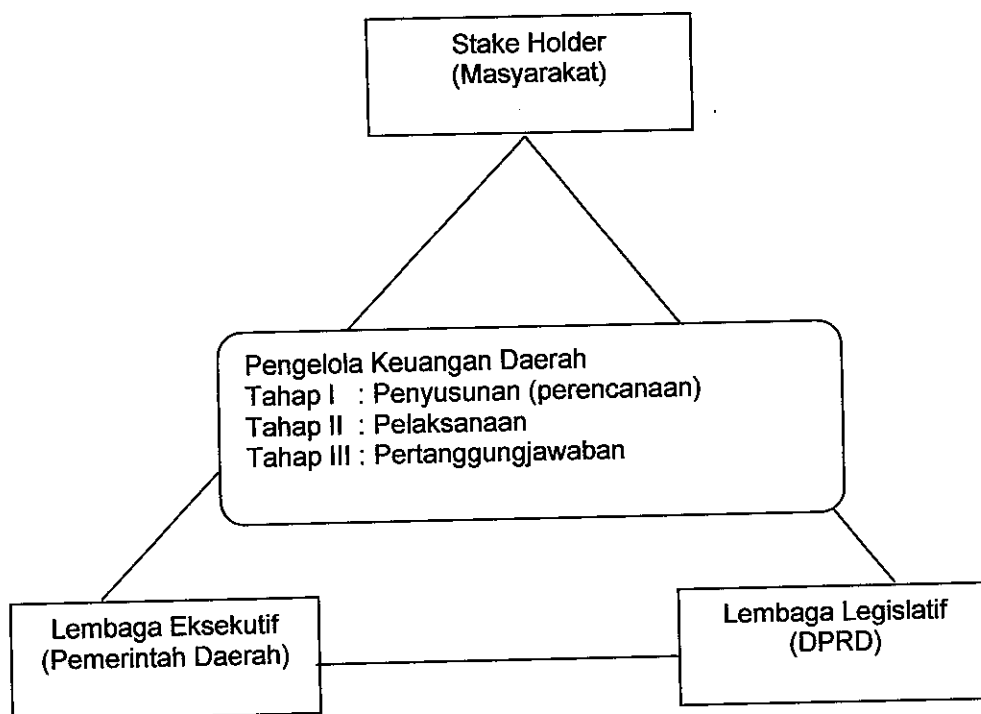 Stake Holder
(Masyarakat)
Pengelola Keuangan Daerah
Tahap I : Penyusunan (perencanaan)
Tahap II : Pelaksanaan
Tahap III : Pertanggungjawaban
Lembaga Eksekutif
(Pemerintah Daerah)
Lembaga Legislatif
(DPRD)